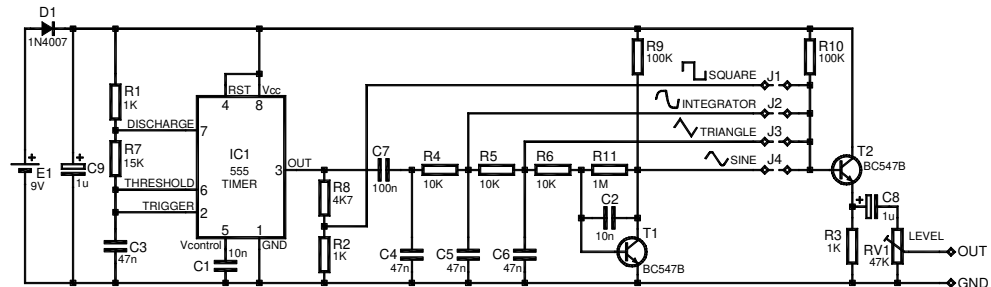 D1
1N4007
E1
9V
C9
1u
R1
1K
R7
15K
DISCHARGE
THRESHOLD
TRIGGER
C3
47n
RST
Vcc
4
8
7
6
2
3
5
1
IC1
555
TIMER
OUT
Vcontrol
GND
10n
C1
R8
4K7
R2
1K
C7
100n
R4
10K
R5
10K
R6
10K
R11
1M
C4
47n
C5
47n
C6
47n
C2
10n
T1
BC547B
R9
100K
R10
100K
SQUARE
J1
INTEGRATOR
J2
TRIANGLE
J3
SINE
J4
T2
BC547B
C8
1u
R3
1K
RV1
47K
LEVEL
OUT
GND
+
+
+